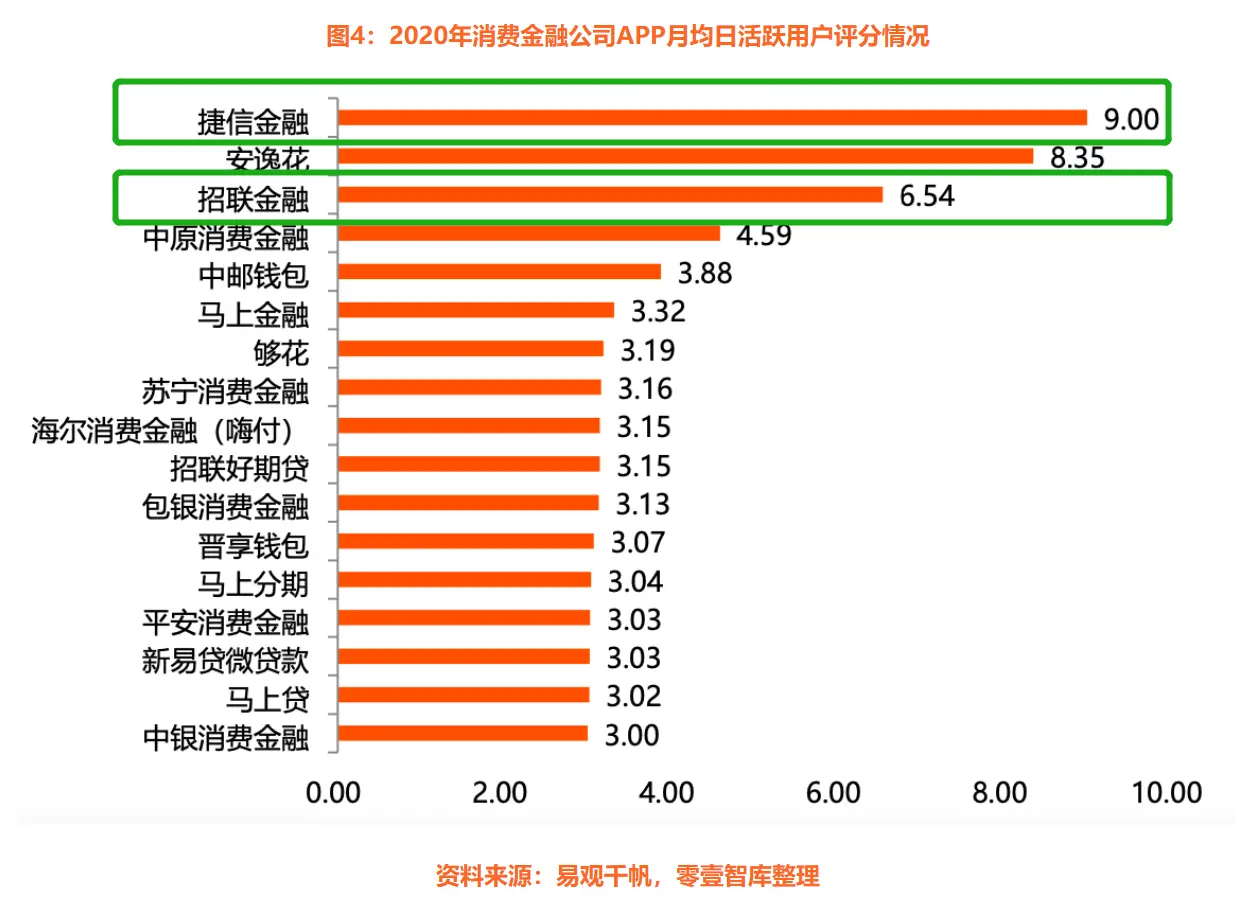 图4：2020年消费金融公司APP月均日活跃用户评分情况
捷信金融 9.00
安逸花 8.35
招联金融 6.54
中原消费金融 4.59
中邮钱包 3.88
马上金融 3.32
够花 3.19
苏宁消费金融 3.16
海尔消费金融（嗨付） 3.15
招联好期贷 3.15
包银消费金融 3.13
晋享钱包 3.07
马上分期 3.04
平安消费金融 3.03
新易贷微贷款 3.03
马上贷 3.02
中银消费金融 3.00
0.00 2.00 4.00 6.00 8.00 10.00
资料来源：易观千帆，零壹智库整理